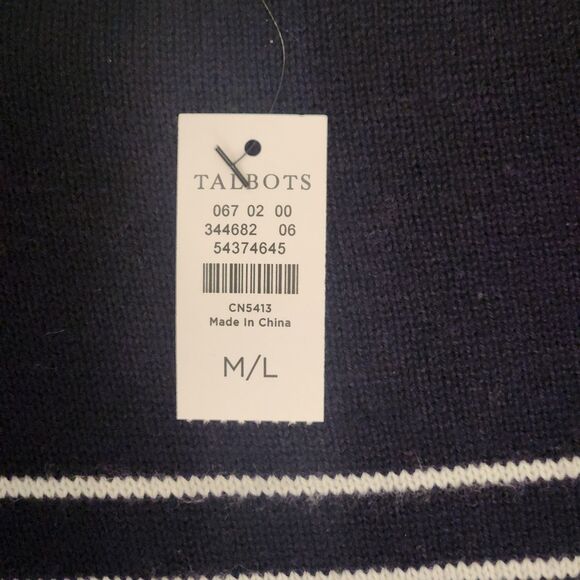 TALBOTS
067 02 00
344682 06
54374645
CN5413
Made In China
M/L